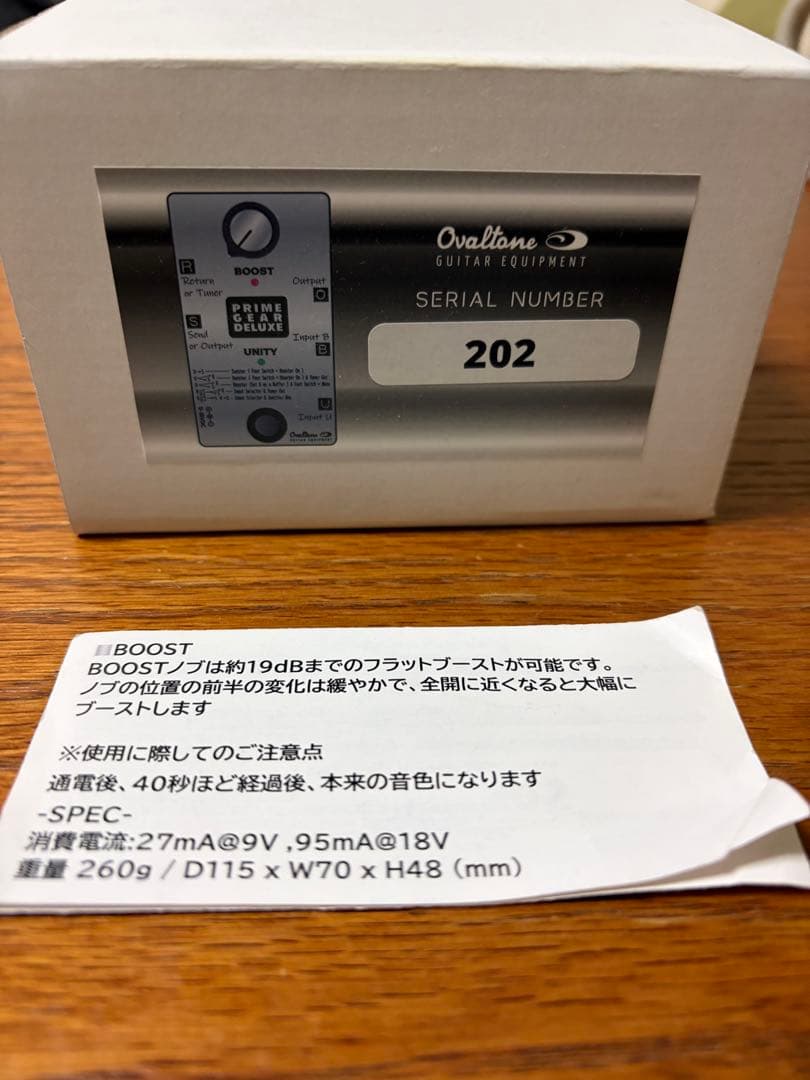 Ovaltone
GUITAR EQUIPMENT
SERIAL NUMBER
202
BOOST
R
Return
or Tuner
Output
O
PRIME
GEAR
DELUXE
S
Send
or Output
Input B
B
UNITY
U
Input U
Ovaltone
■BOOST
BOOSTノブは約19dBまでのフラットブーストが可能です。
ノブの位置の前半の変化は緩やかで、全開に近くなると大幅に
ブーストします
※使用に際してのご注意点
通電後、40秒ほど経過後、本来の音色になります
-SPEC-
消費電流:27mA@9V ,95mA@18V
重量 260g / D115 x W70 x H48 (mm)